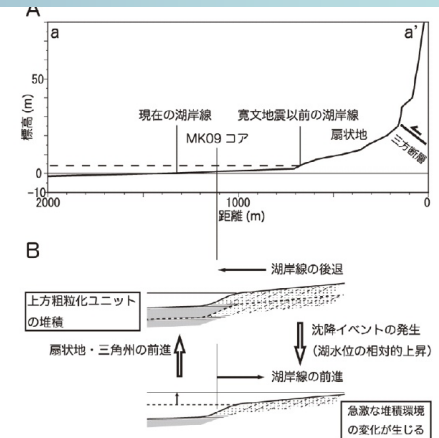 A
a
a'
50
標高 (m)
現在の湖岸線
寛文地震以前の湖岸線
MK09 コア
扇状地
三方断層
0
-10
2000
1000
0
距離 (m)
B
湖岸線の後退
上方粗粒化ユニット
の堆積
沈降イベントの発生
(湖水位の相対的上昇)
扇状地・三角州の前進
湖岸線の前進
急激な堆積環境
の変化が生じる